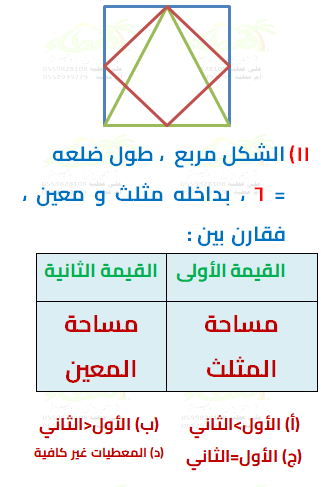 ١١) الشكل مربع ، طول ضلعه
= ٦ ، بداخله مثلث و معين ،
فقارن بين :
القيمة الأولى القيمة الثانية
مساحة المثلث مساحة المعين
(أ) الأول>الثاني (ب) الأول<الثاني
(ج) الأول=الثاني (د) المعطيات غير كافية